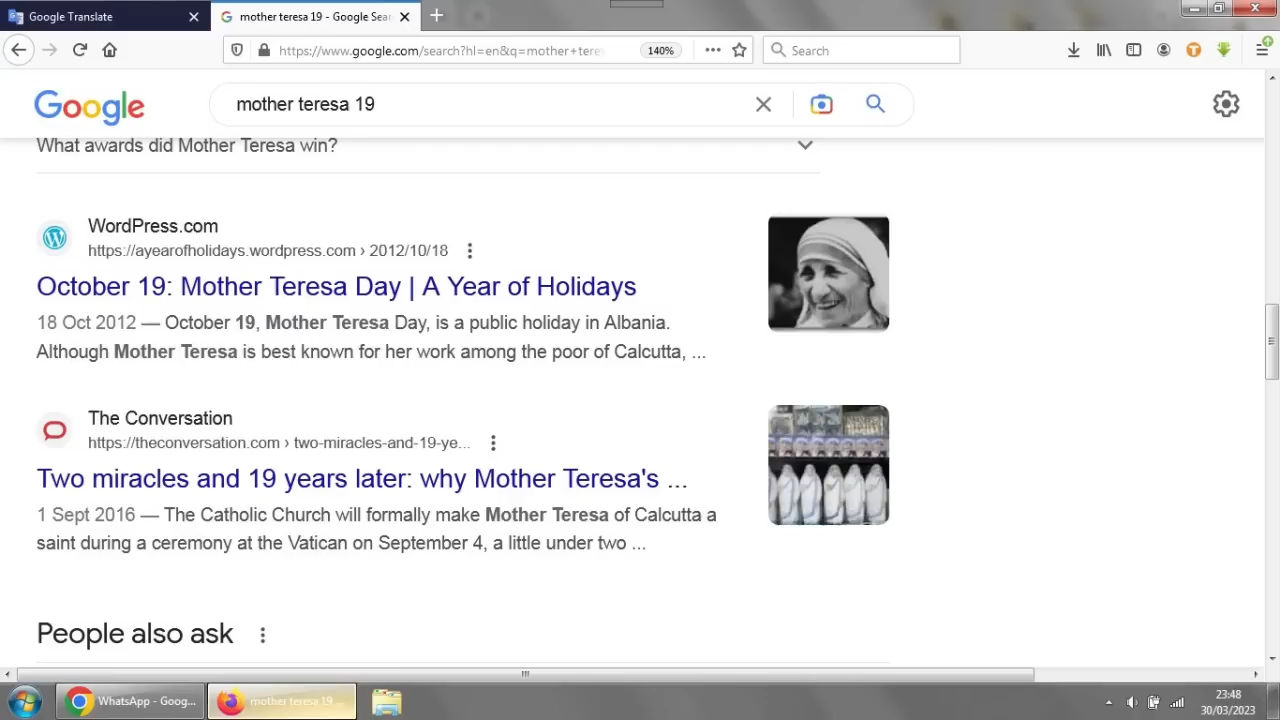 Google Translate
mother teresa 19 - Google Sea
https://www.google.com/search?hl=en&q=mother+tere
140%
Search
Google
mother teresa 19
What awards did Mother Teresa win?
WordPress.com
https://ayearofholidays.wordpress.com › 2012/10/18
October 19: Mother Teresa Day | A Year of Holidays
18 Oct 2012 — October 19, Mother Teresa Day, is a public holiday in Albania.
Although Mother Teresa is best known for her work among the poor of Calcutta, ...
The Conversation
https://theconversation.com › two-miracles-and-19-ye...
Two miracles and 19 years later: why Mother Teresa's ...
1 Sept 2016 — The Catholic Church will formally make Mother Teresa of Calcutta a
saint during a ceremony at the Vatican on September 4, a little under two ...
People also ask
WhatsApp - Goog...
mother teresa 19 ...
23:48
30/03/2023